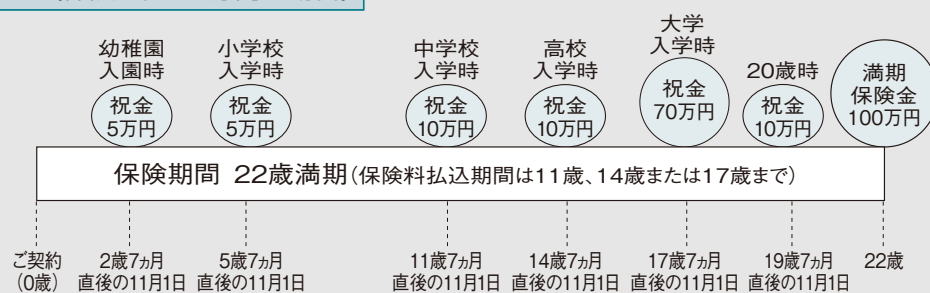 幼稚園
入園時
祝金
5万円
小学校
入学時
祝金
5万円
中学校
入学時
祝金
10万円
高校
入学時
祝金
10万円
大学
入学時
祝金
70万円
20歳時
祝金
10万円
満期
保険金
100万円
保険期間 22歳満期(保険料払込期間は11歳、14歳または17歳まで)
ご契約
(0歳)
2歳7ヵ月
直後の11月1日
5歳7ヵ月
直後の11月1日
11歳7ヵ月
直後の11月1日
14歳7ヵ月
直後の11月1日
17歳7ヵ月
直後の11月1日
19歳7ヵ月
直後の11月1日
22歳